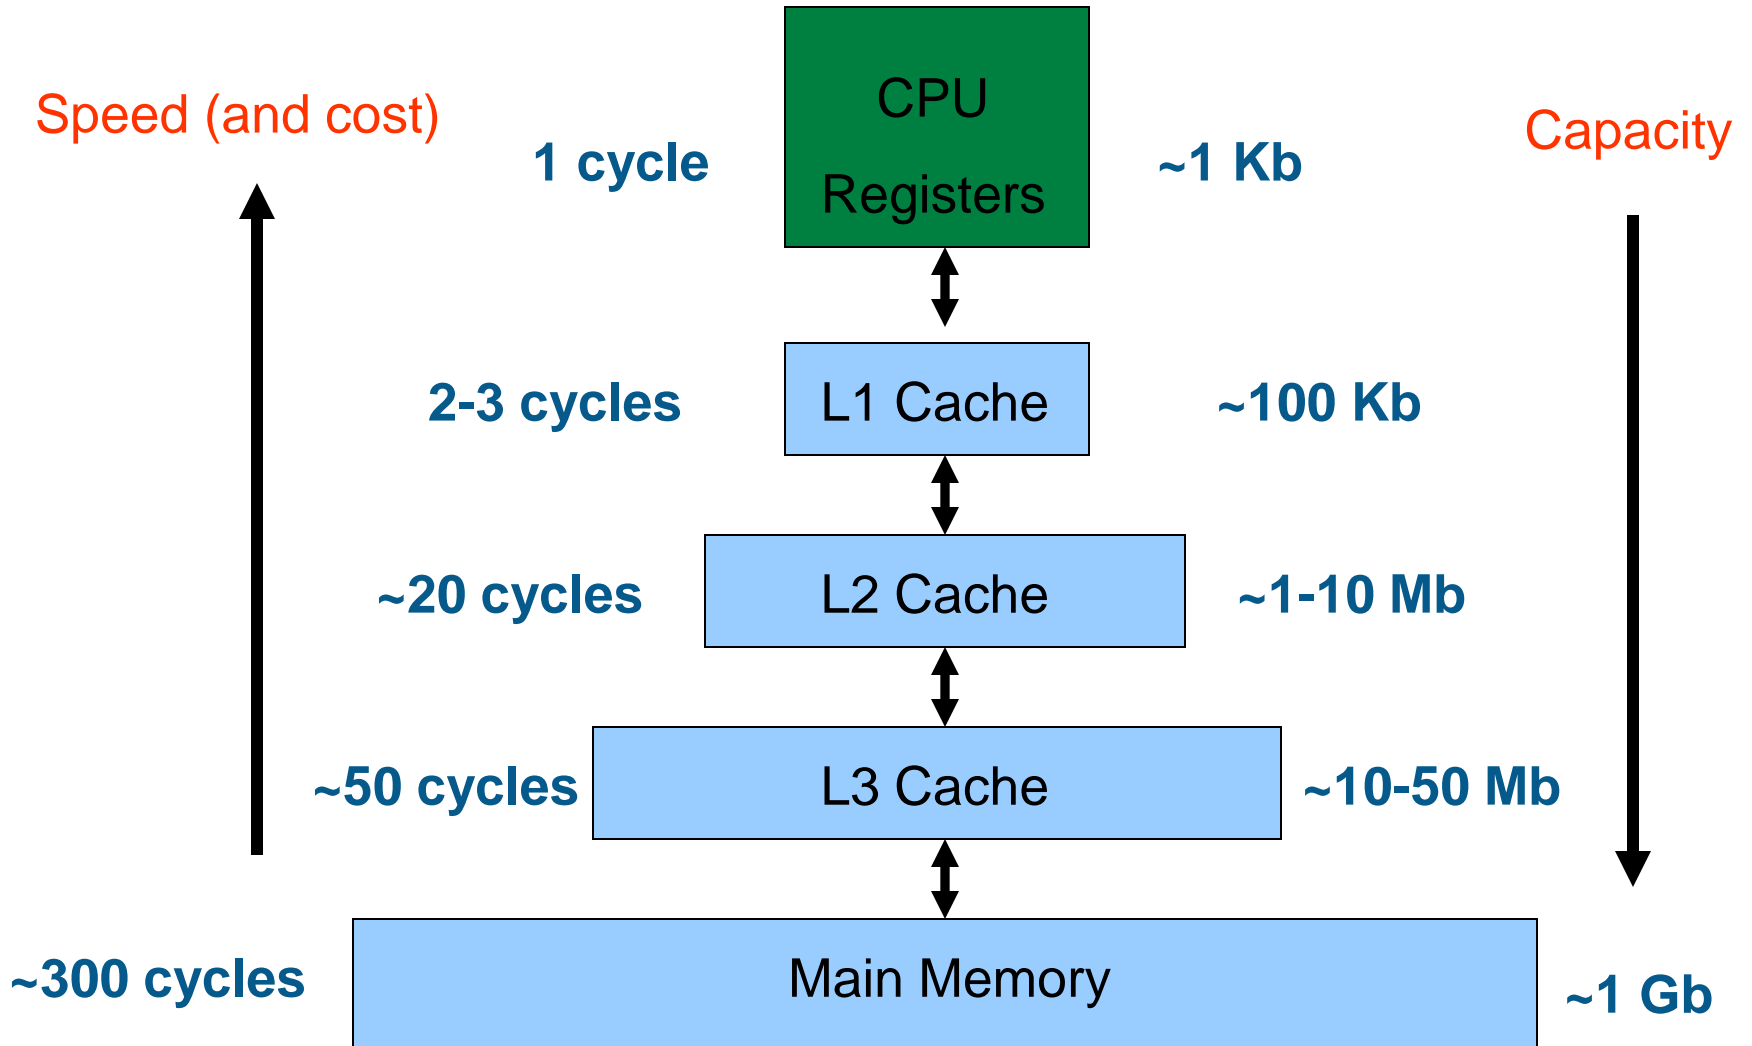 Speed (and cost)
CPU
Registers
Capacity
1 cycle
~1 Kb
2-3 cycles
L1 Cache
~100 Kb
~20 cycles
L2 Cache
~1-10 Mb
~50 cycles
L3 Cache
~10-50 Mb
~300 cycles
Main Memory
~1 Gb